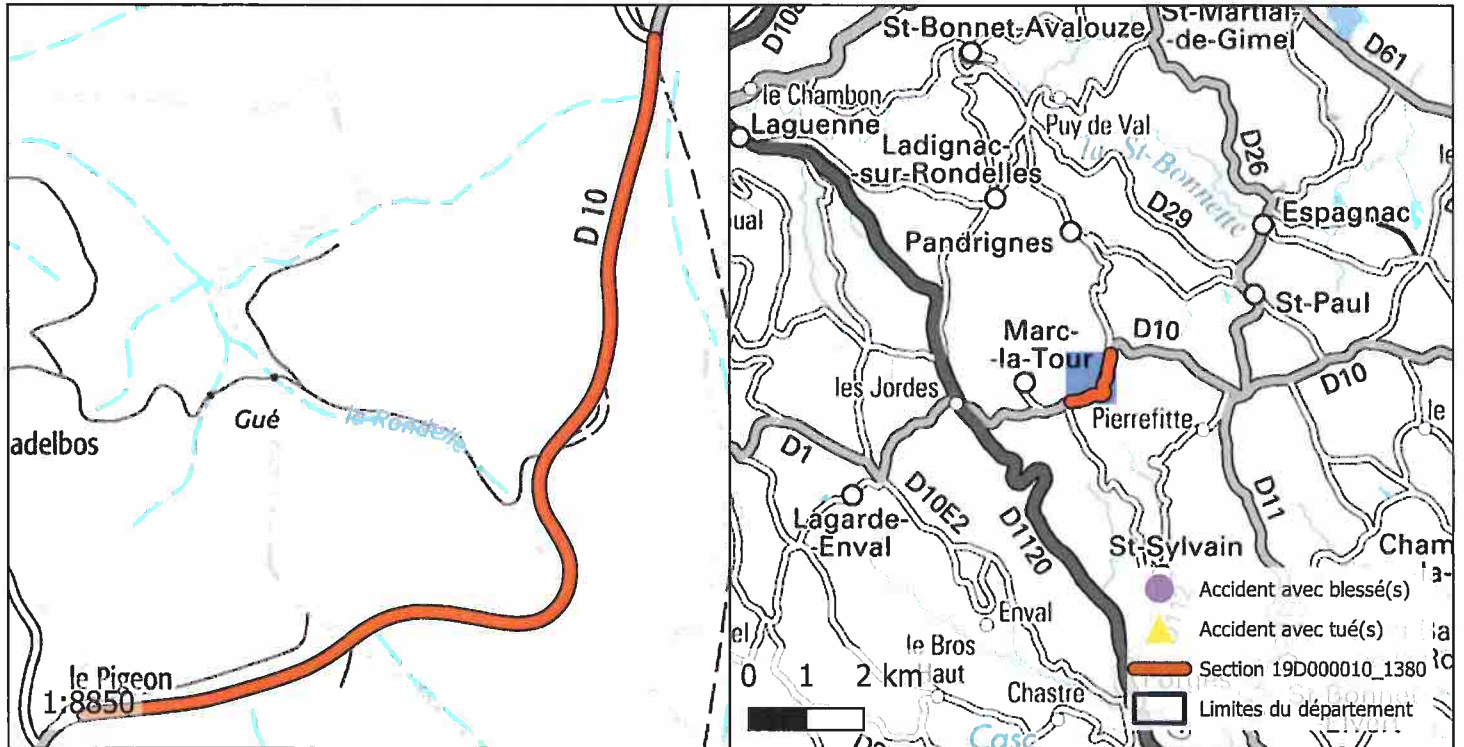 D 10
Gué
la Rondelle
adelbos
le Pigeon
1:8850
St-Bonnet-Avalouze
St-Martial-
-de-Gimel
D61
le Chambon
Laguenne
Ladignac-
-sur-Rondelles
Puy de Val
la St-Bonnette
D26
D29
Espagnac
Pandrignes
St-Paul
Marc-
-la-Tour
D10
les Jordes
Pierrefitte
D10
le
D1
D10E2
D1120
D11
Lagarde-
-Enval
St-Sylvain
Cham
Enval
le Bros
Haut
Chastre
0 1 2 km
Accident avec blessé(s)
Accident avec tué(s)
Section 19D000010_1380
Limites du département